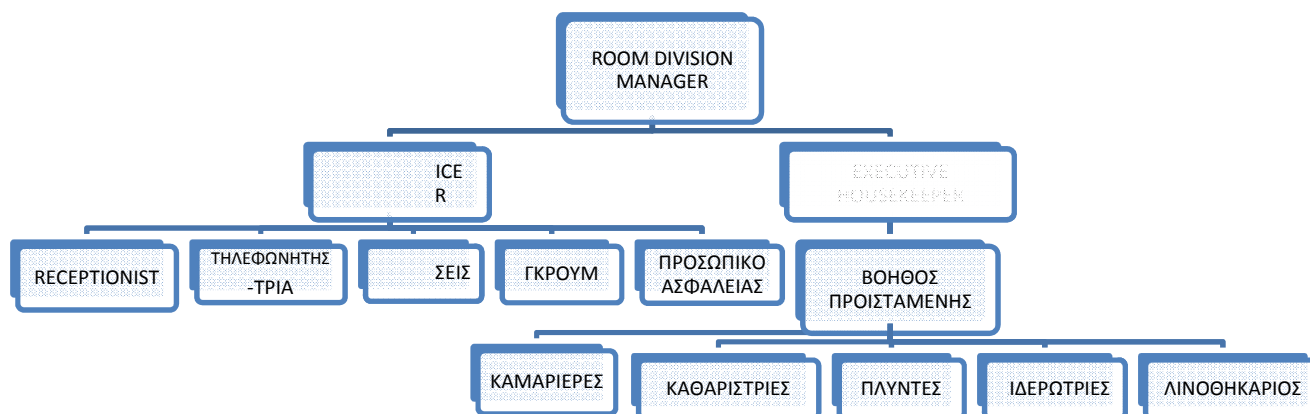 ROOM DIVISION
MANAGER
ICE
R
EXECUTIVE
HOUSEKEEPER
RECEPTIONIST
ΤΗΛΕΦΩΝΗΤΗΣ
-ΤΡΙΑ
ΣΕΙΣ
ΓΚΡΟΥΜ
ΠΡΟΣΩΠΙΚΟ
ΑΣΦΑΛΕΙΑΣ
ΒΟΗΘΟΣ
ΠΡΟΙΣΤΑΜΕΝΗΣ
ΚΑΜΑΡΙΕΡΕΣ
ΚΑΘΑΡΙΣΤΡΙΕΣ
ΠΛΥΝΤΕΣ
ΙΔΕΡΩΤΡΙΕΣ
ΛΙΝΟΘΗΚΑΡΙΟΣ